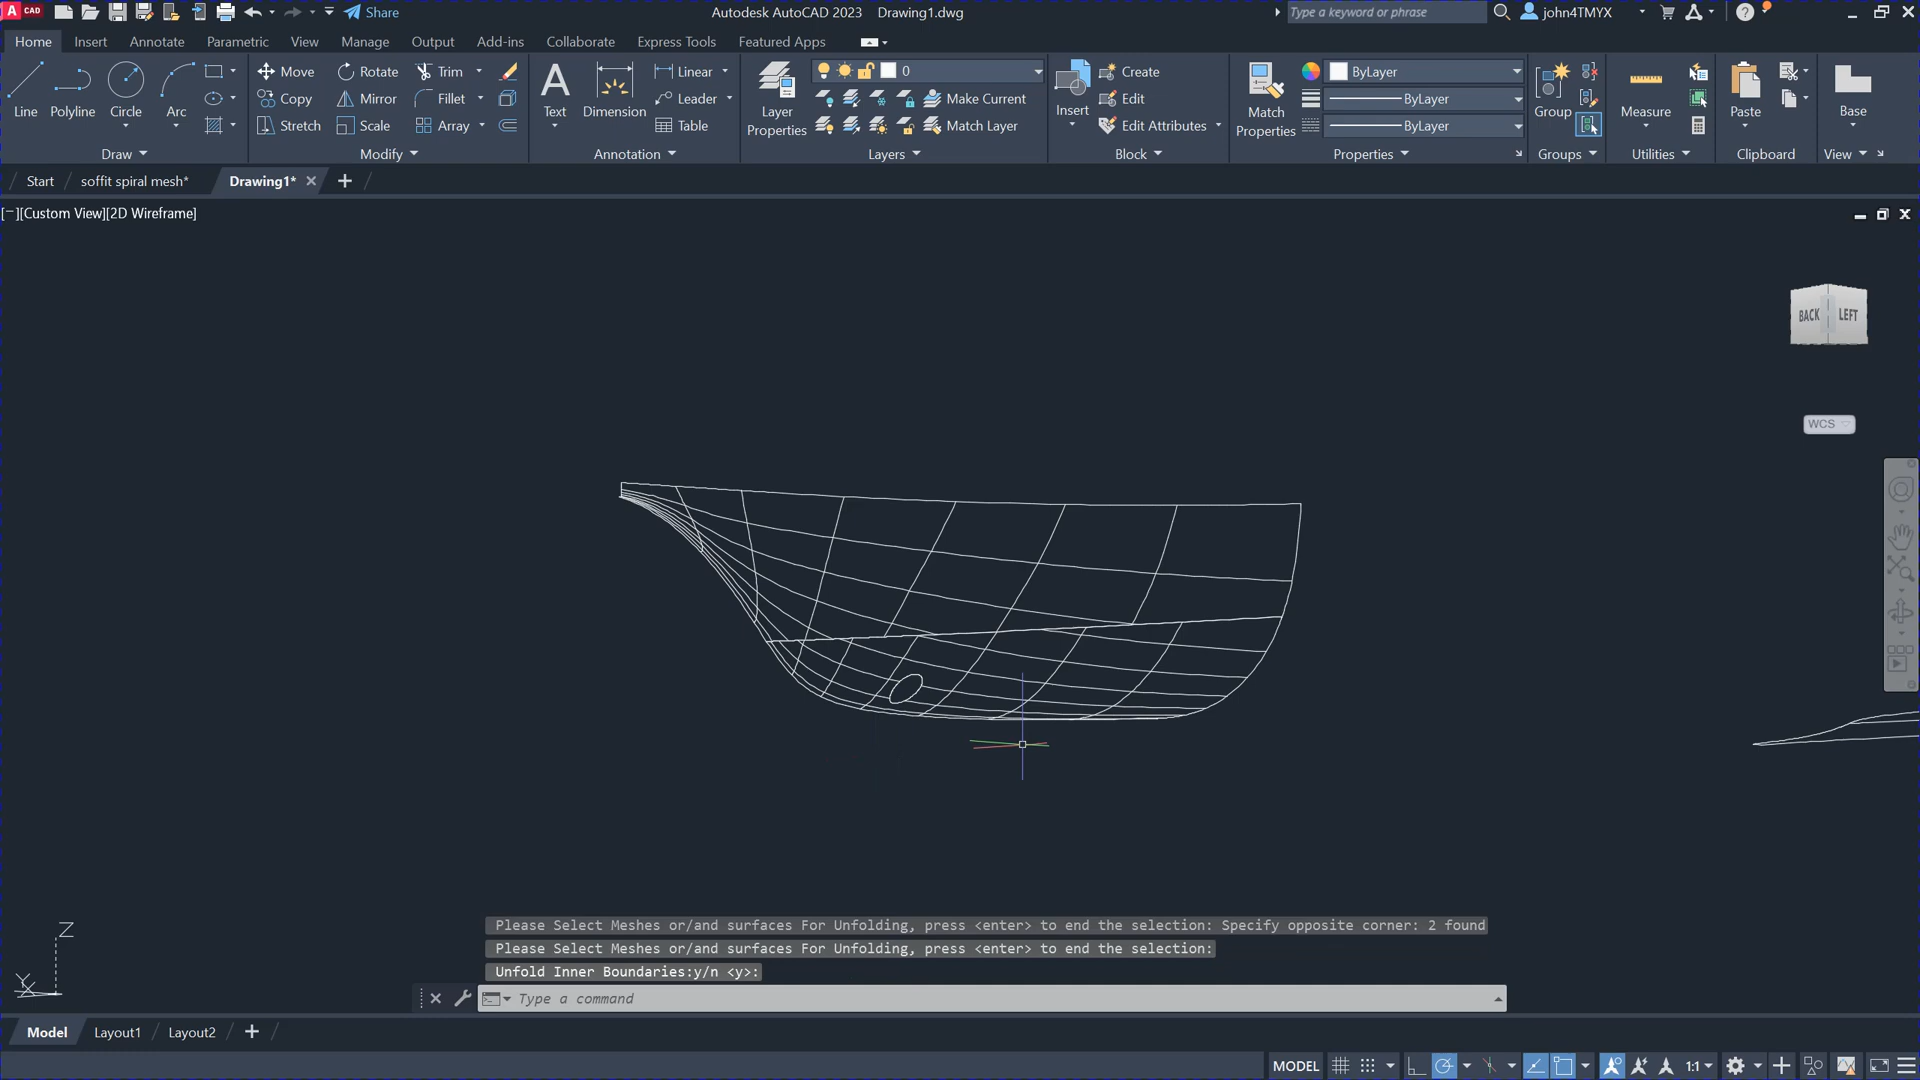 CAD
Share
Autodesk AutoCAD 2023 Drawing1.dwg
Type a keyword or phrase
john4TMYX
Home Insert Annotate Parametric View Manage Output Add-ins Collaborate Express Tools Featured Apps
Line Polyline Circle Arc
Draw
Move Rotate Trim
Copy Mirror Fillet
Stretch Scale Array
Modify
Text Dimension
Linear
Leader
Table
Annotation
Layer Properties
0
Make Current
Match Layer
Layers
Insert
Create
Edit
Edit Attributes
Block
Match Properties
ByLayer
ByLayer
ByLayer
Properties
Group
Groups
Measure
Utilities
Paste
Clipboard
Base
View
Start soffit spiral mesh* Drawing1*
[−][Custom View][2D Wireframe]
BACK LEFT
WCS
Z
Y
X
Please Select Meshes or/and surfaces For Unfolding, press <enter> to end the selection: Specify opposite corner: 2 found
Please Select Meshes or/and surfaces For Unfolding, press <enter> to end the selection:
Unfold Inner Boundaries:y/n <y>:
Type a command
Model Layout1 Layout2
MODEL 1:1